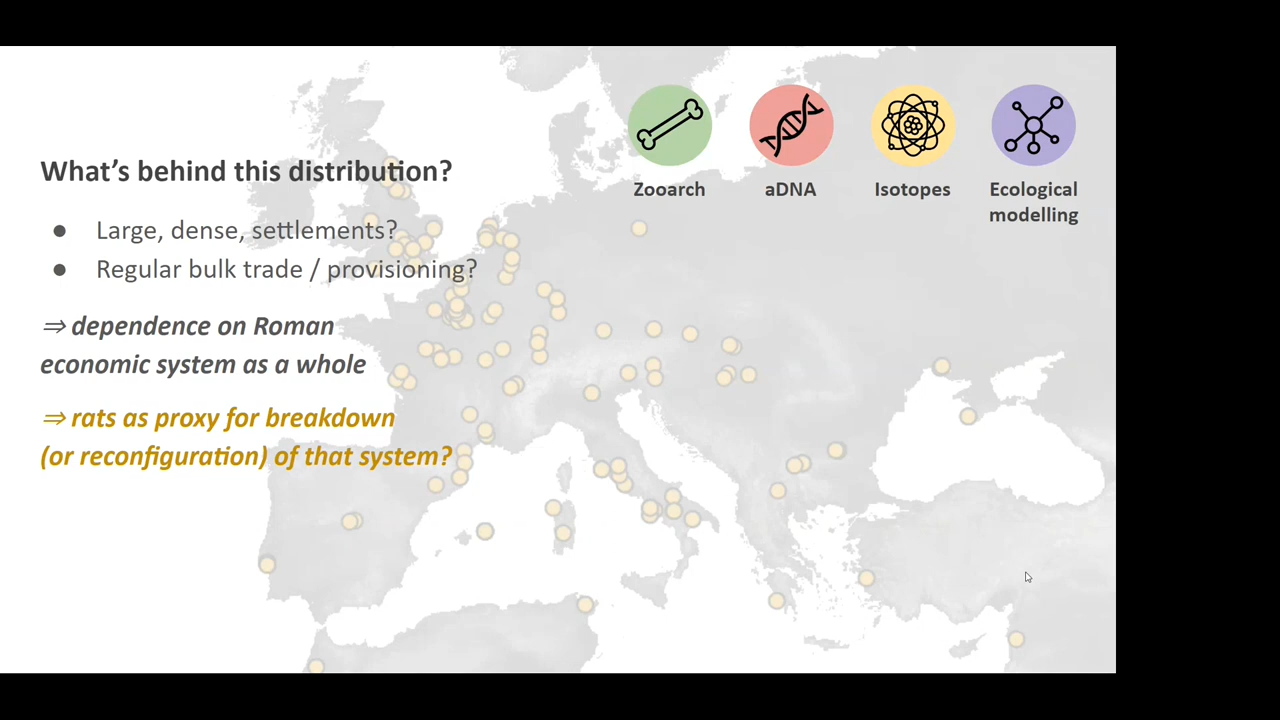 What's behind this distribution?
● Large, dense, settlements?
● Regular bulk trade / provisioning?
⇒ dependence on Roman
economic system as a whole
⇒ rats as proxy for breakdown
(or reconfiguration) of that system?
Zooarch
aDNA
Isotopes
Ecological
modelling